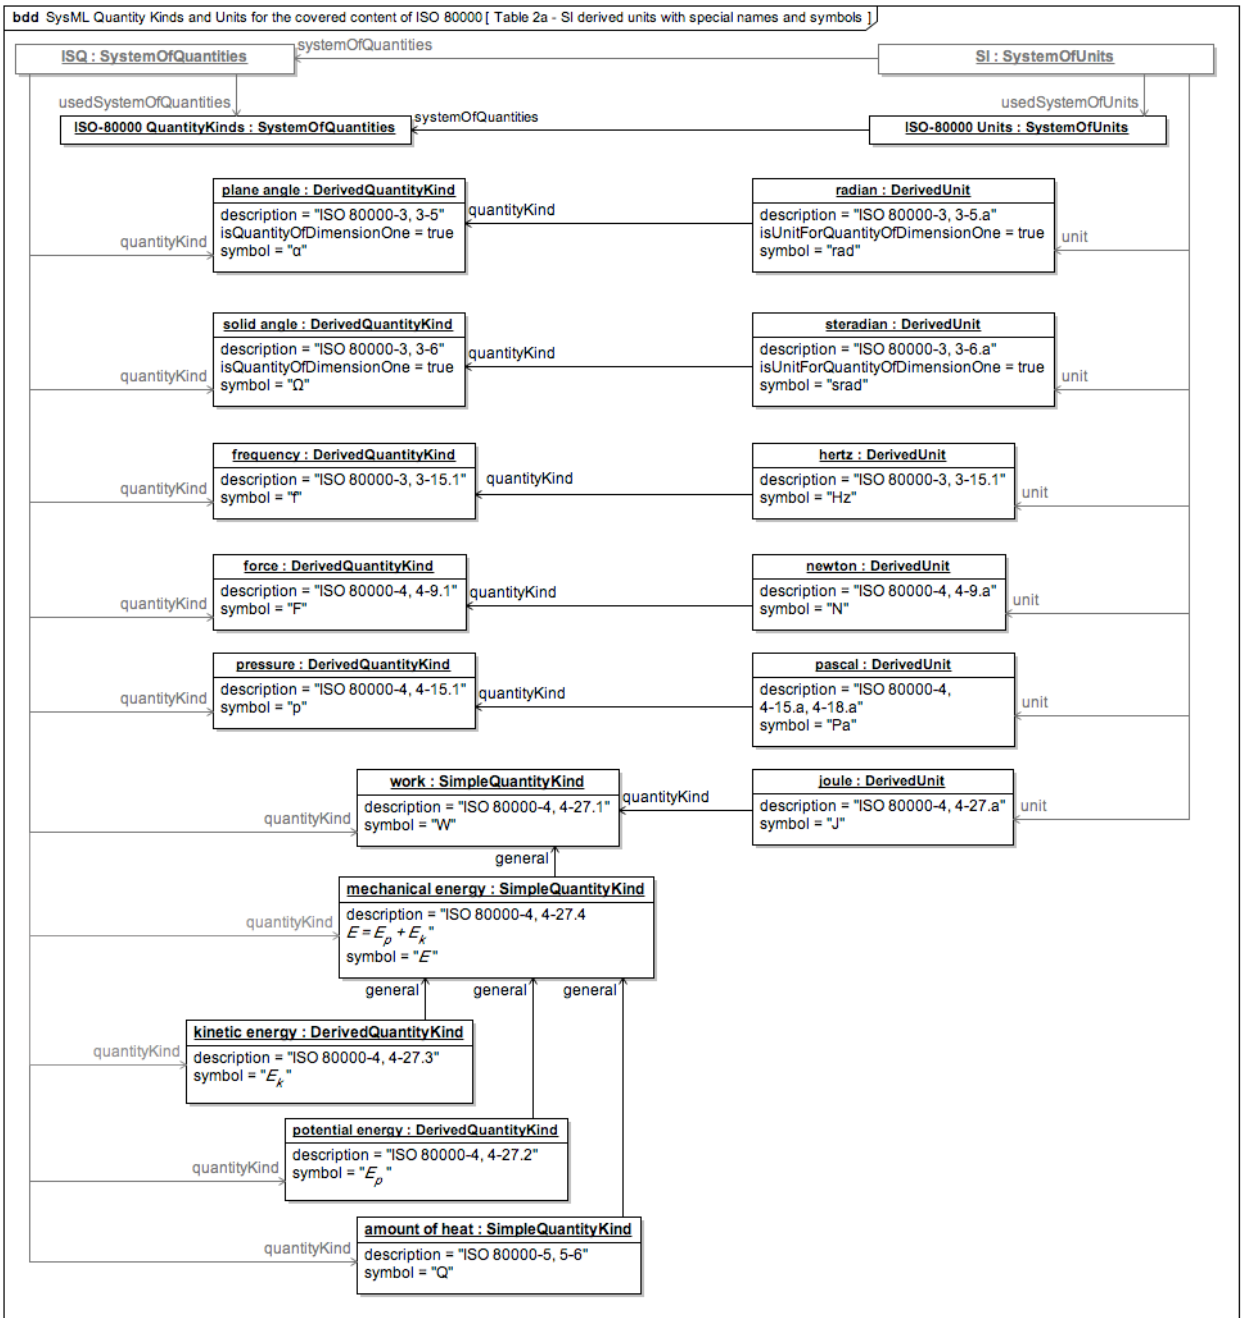 bdd SysML Quantity Kinds and Units for the covered content of ISO 80000 [ Table 2a - SI derived units with special names and symbols ]
ISQ : SystemOfQuantities
systemOfQuantities
SI : SystemOfUnits
usedSystemOfQuantities
usedSystemOfUnits
ISO-80000 QuantityKinds : SystemOfQuantities
systemOfQuantities
ISO-80000 Units : SystemOfUnits
plane angle : DerivedQuantityKind
description = "ISO 80000-3, 3-5"
isQuantityOfDimensionOne = true
symbol = "α"
quantityKind
quantityKind
radian : DerivedUnit
description = "ISO 80000-3, 3-5.a"
isUnitForQuantityOfDimensionOne = true
symbol = "rad"
unit
solid angle : DerivedQuantityKind
description = "ISO 80000-3, 3-6"
isQuantityOfDimensionOne = true
symbol = "Ω"
quantityKind
quantityKind
steradian : DerivedUnit
description = "ISO 80000-3, 3-6.a"
isUnitForQuantityOfDimensionOne = true
symbol = "srad"
unit
frequency : DerivedQuantityKind
description = "ISO 80000-3, 3-15.1"
symbol = "f"
quantityKind
quantityKind
hertz : DerivedUnit
description = "ISO 80000-3, 3-15.1"
symbol = "Hz"
unit
force : DerivedQuantityKind
description = "ISO 80000-4, 4-9.1"
symbol = "F"
quantityKind
quantityKind
newton : DerivedUnit
description = "ISO 80000-4, 4-9.a"
symbol = "N"
unit
pressure : DerivedQuantityKind
description = "ISO 80000-4, 4-15.1"
symbol = "p"
quantityKind
quantityKind
pascal : DerivedUnit
description = "ISO 80000-4,
4-15.a, 4-18.a"
symbol = "Pa"
unit
work : SimpleQuantityKind
description = "ISO 80000-4, 4-27.1"
symbol = "W"
quantityKind
quantityKind
joule : DerivedUnit
description = "ISO 80000-4, 4-27.a"
symbol = "J"
unit
general
mechanical energy : SimpleQuantityKind
description = "ISO 80000-4, 4-27.4
E = E_p + E_k"
symbol = "E"
quantityKind
general
general
general
kinetic energy : DerivedQuantityKind
description = "ISO 80000-4, 4-27.3"
symbol = "E_k"
quantityKind
potential energy : DerivedQuantityKind
description = "ISO 80000-4, 4-27.2"
symbol = "E_p"
quantityKind
amount of heat : SimpleQuantityKind
description = "ISO 80000-5, 5-6"
symbol = "Q"
quantityKind